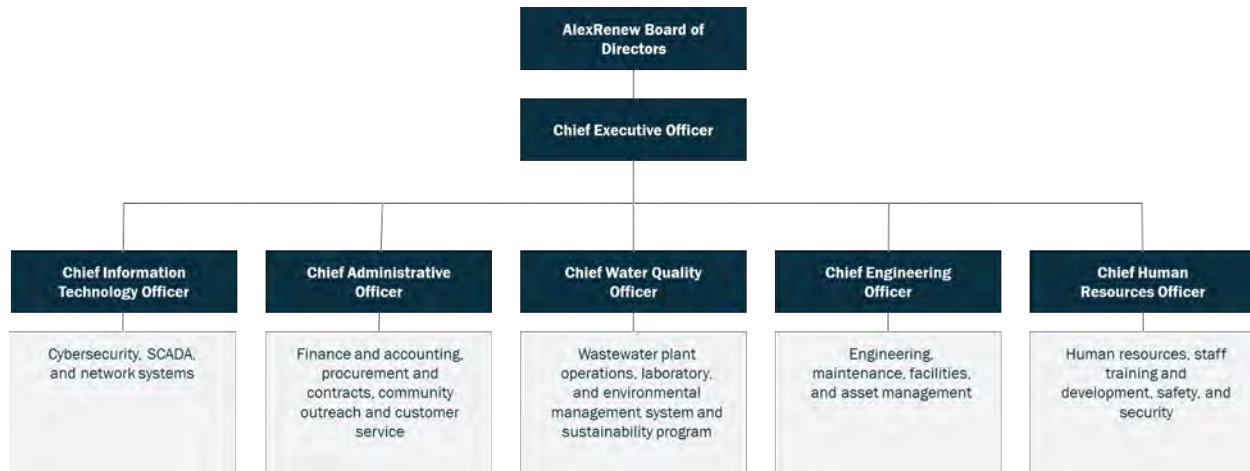 AlexRenew Board of
Directors
Chief Executive Officer
Chief Information
Technology Officer
Cybersecurity, SCADA,
and network systems
Chief Administrative
Officer
Finance and accounting,
procurement and
contracts, community
outreach and customer
service
Chief Water Quality
Officer
Wastewater plant
operations, laboratory,
and environmental
management system and
sustainability program
Chief Engineering
Officer
Engineering,
maintenance, facilities,
and asset management
Chief Human
Resources Officer
Human resources, staff
training and
development, safety, and
security